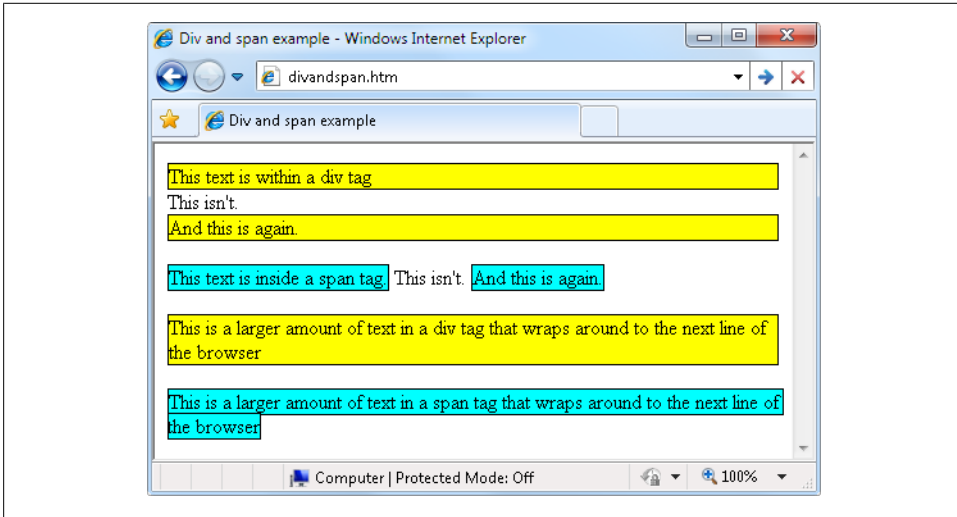 Div and span example - Windows Internet Explorer
divandspan.htm
Div and span example
This text is within a div tag
This isn't.
And this is again.
This text is inside a span tag. This isn't. And this is again.
This is a larger amount of text in a div tag that wraps around to the next line of
the browser
This is a larger amount of text in a span tag that wraps around to the next line of
the browser
Computer | Protected Mode: Off 100%